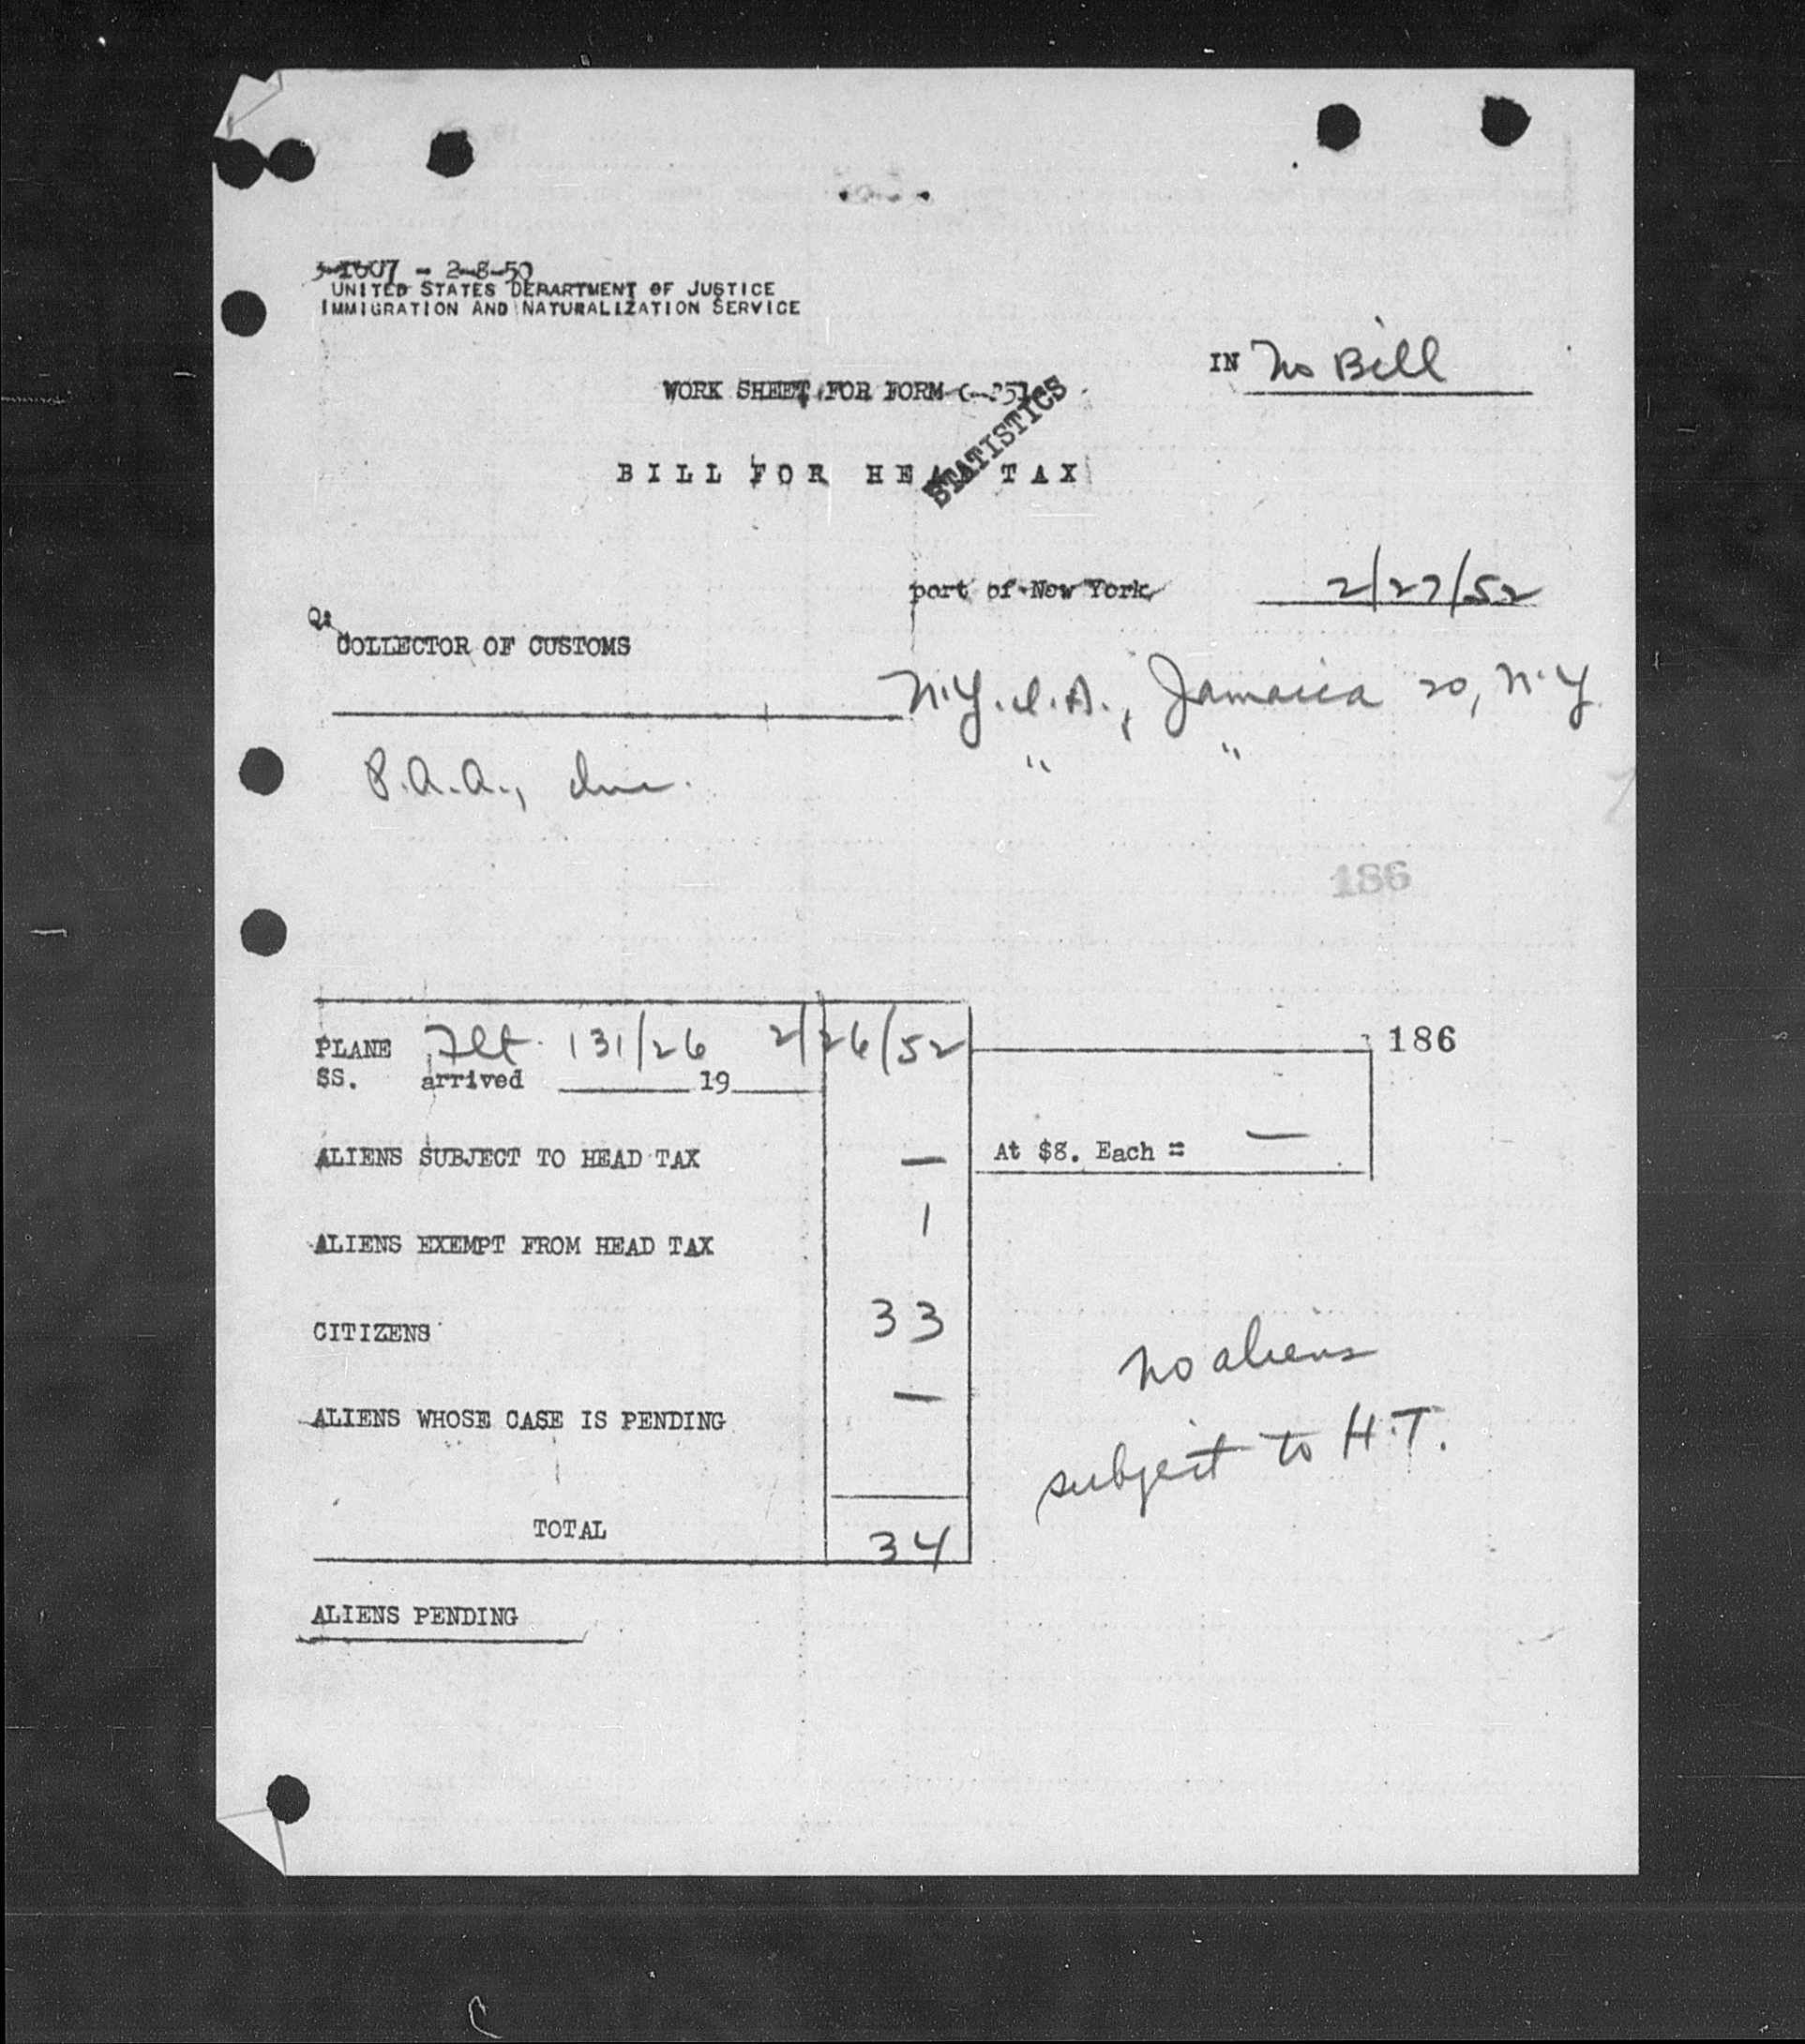 3-1607 - 2-8-50
UNITED STATES DEPARTMENT OF JUSTICE
IMMIGRATION AND NATURALIZATION SERVICE
IN No Bill
WORK SHEET FOR FORM
STATISTICS
BILL FOR HEAD TAX
port of New York 2/27/52
COLLECTOR OF CUSTOMS
N.Y.I.A., Jamaica 20, N.Y.
P.A.A., Inc. " "
186
PLANE Flt. 131/26 2/26/52
186
SS. arrived 19
ALIENS SUBJECT TO HEAD TAX — At $8. Each = —
ALIENS EXEMPT FROM HEAD TAX 1
CITIZENS 33
No aliens
ALIENS WHOSE CASE IS PENDING —
subject to H.T.
TOTAL 34
ALIENS PENDING